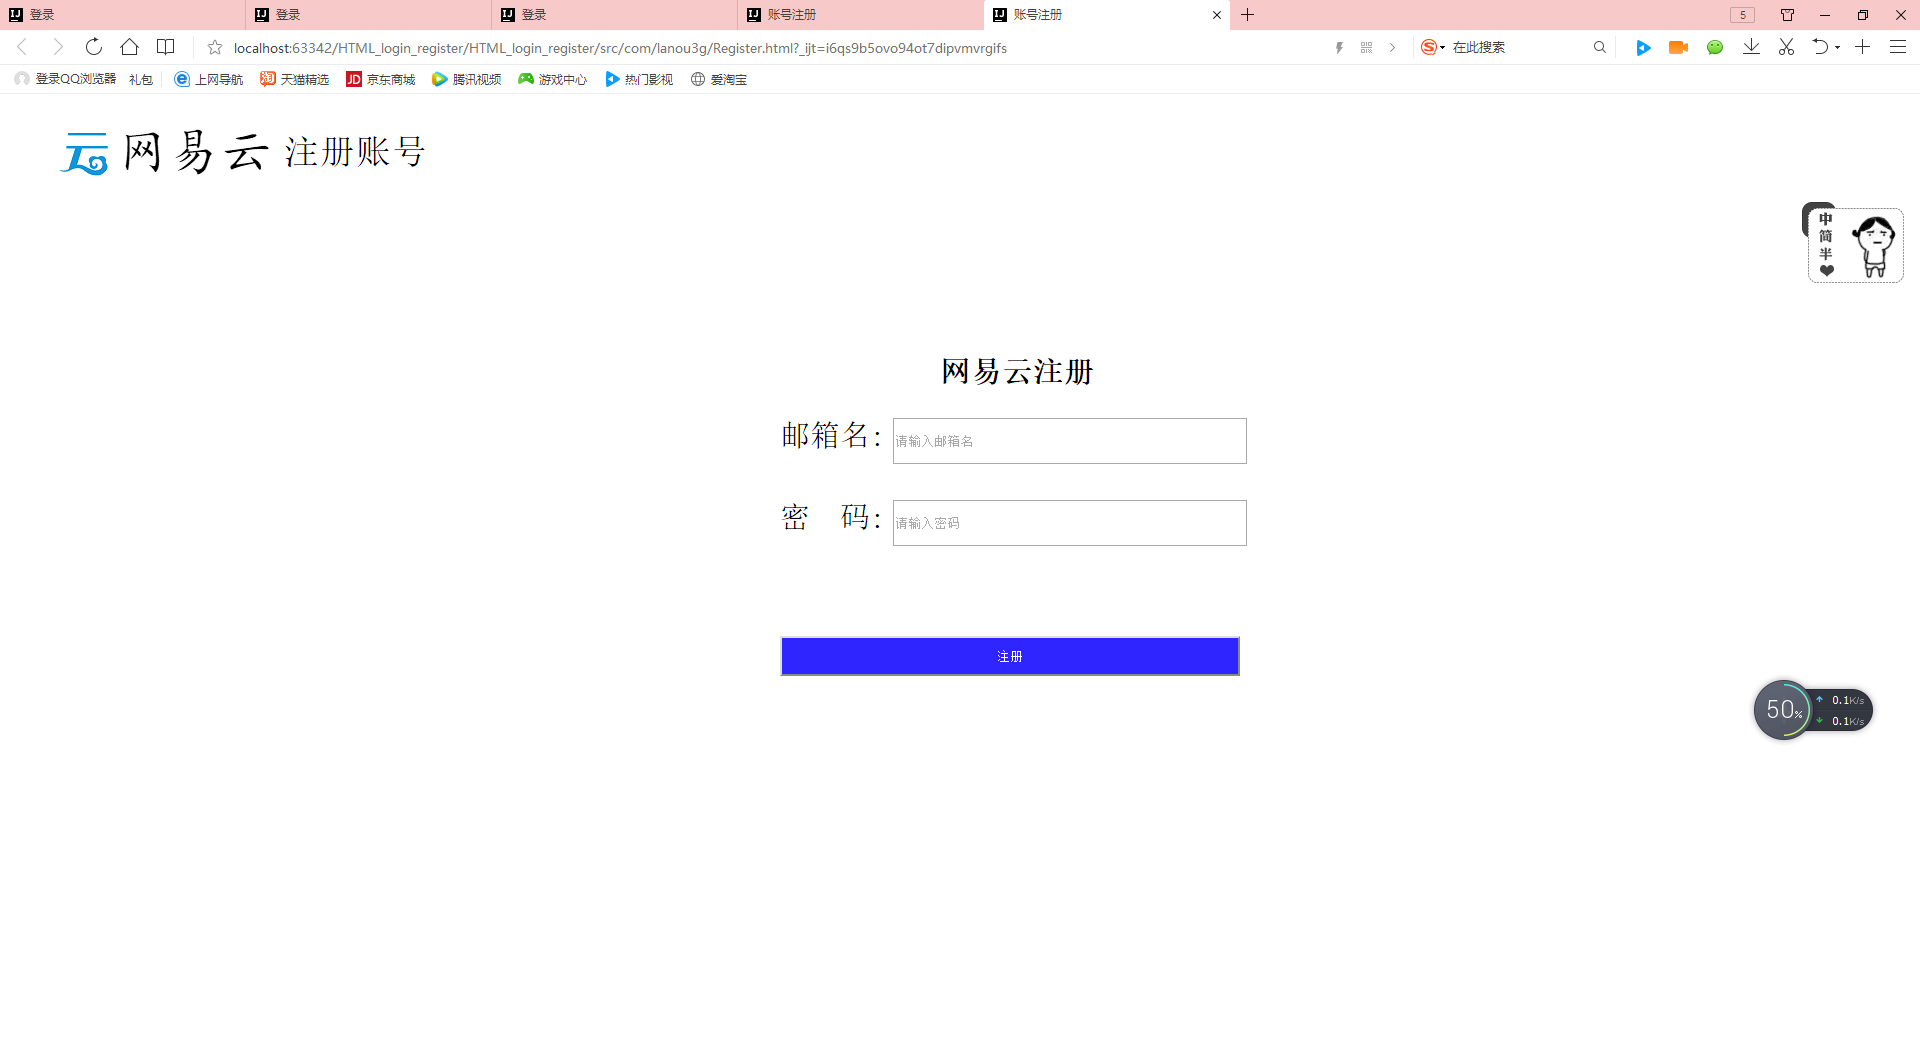 登录
登录
登录
账号注册
账号注册
5
localhost:63342/HTML_login_register/HTML_login_register/src/com/lanou3g/Register.html?_ijt=i6qs9b5ovo94ot7dipvmvrgifs
在此搜索
登录QQ浏览器
礼包
上网导航
淘 天猫精选
JD 京东商城
腾讯视频
游戏中心
热门影视
爱淘宝
云 网易云 注册账号
中
简
半
网易云注册
邮箱名: 请输入邮箱名
密 码: 请输入密码
注册
50%
0.1K/s
0.1K/s